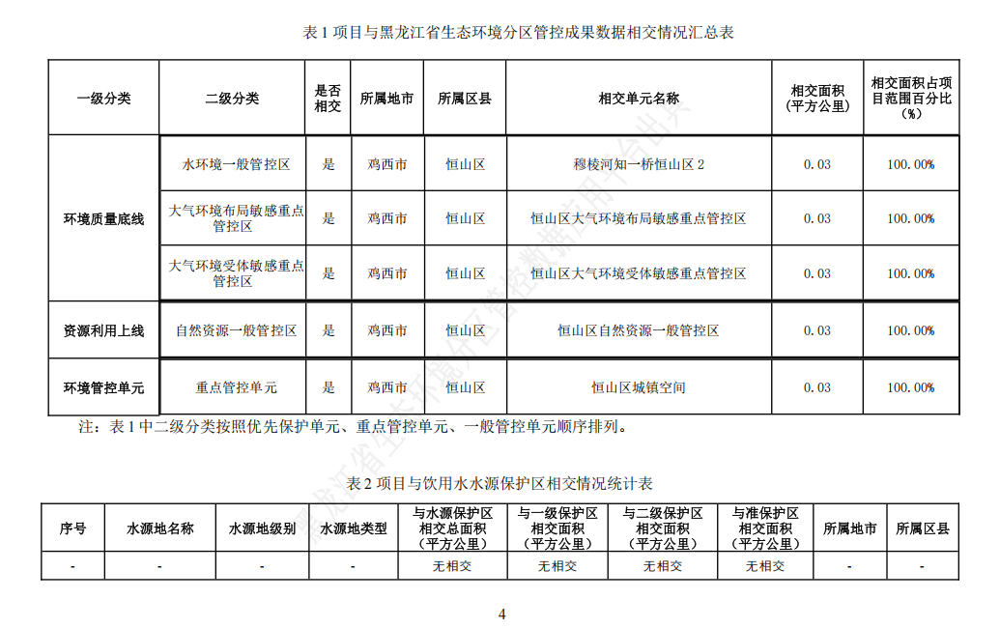 表 1 项目与黑龙江省生态环境分区管控成果数据相交情况汇总表
一级分类 二级分类 是否相交 所属地市 所属区县 相交单元名称 相交面积(平方公里) 相交面积占项目范围百分比（%）
环境质量底线 水环境一般管控区 是 鸡西市 恒山区 穆棱河知一桥恒山区 2 0.03 100.00%
大气环境布局敏感重点管控区 是 鸡西市 恒山区 恒山区大气环境布局敏感重点管控区 0.03 100.00%
大气环境受体敏感重点管控区 是 鸡西市 恒山区 恒山区大气环境受体敏感重点管控区 0.03 100.00%
资源利用上线 自然资源一般管控区 是 鸡西市 恒山区 恒山区自然资源一般管控区 0.03 100.00%
环境管控单元 重点管控单元 是 鸡西市 恒山区 恒山区城镇空间 0.03 100.00%
注：表 1 中二级分类按照优先保护单元、重点管控单元、一般管控单元顺序排列。
表 2 项目与饮用水水源保护区相交情况统计表
序号 水源地名称 水源地级别 水源地类型 与水源保护区相交总面积（平方公里） 与一级保护区相交面积（平方公里） 与二级保护区相交面积（平方公里） 与准保护区相交面积（平方公里） 所属地市 所属区县
- - - - 无相交 无相交 无相交 无相交 - -
4
黑龙江省生态环境分区管控数据应用平台出具